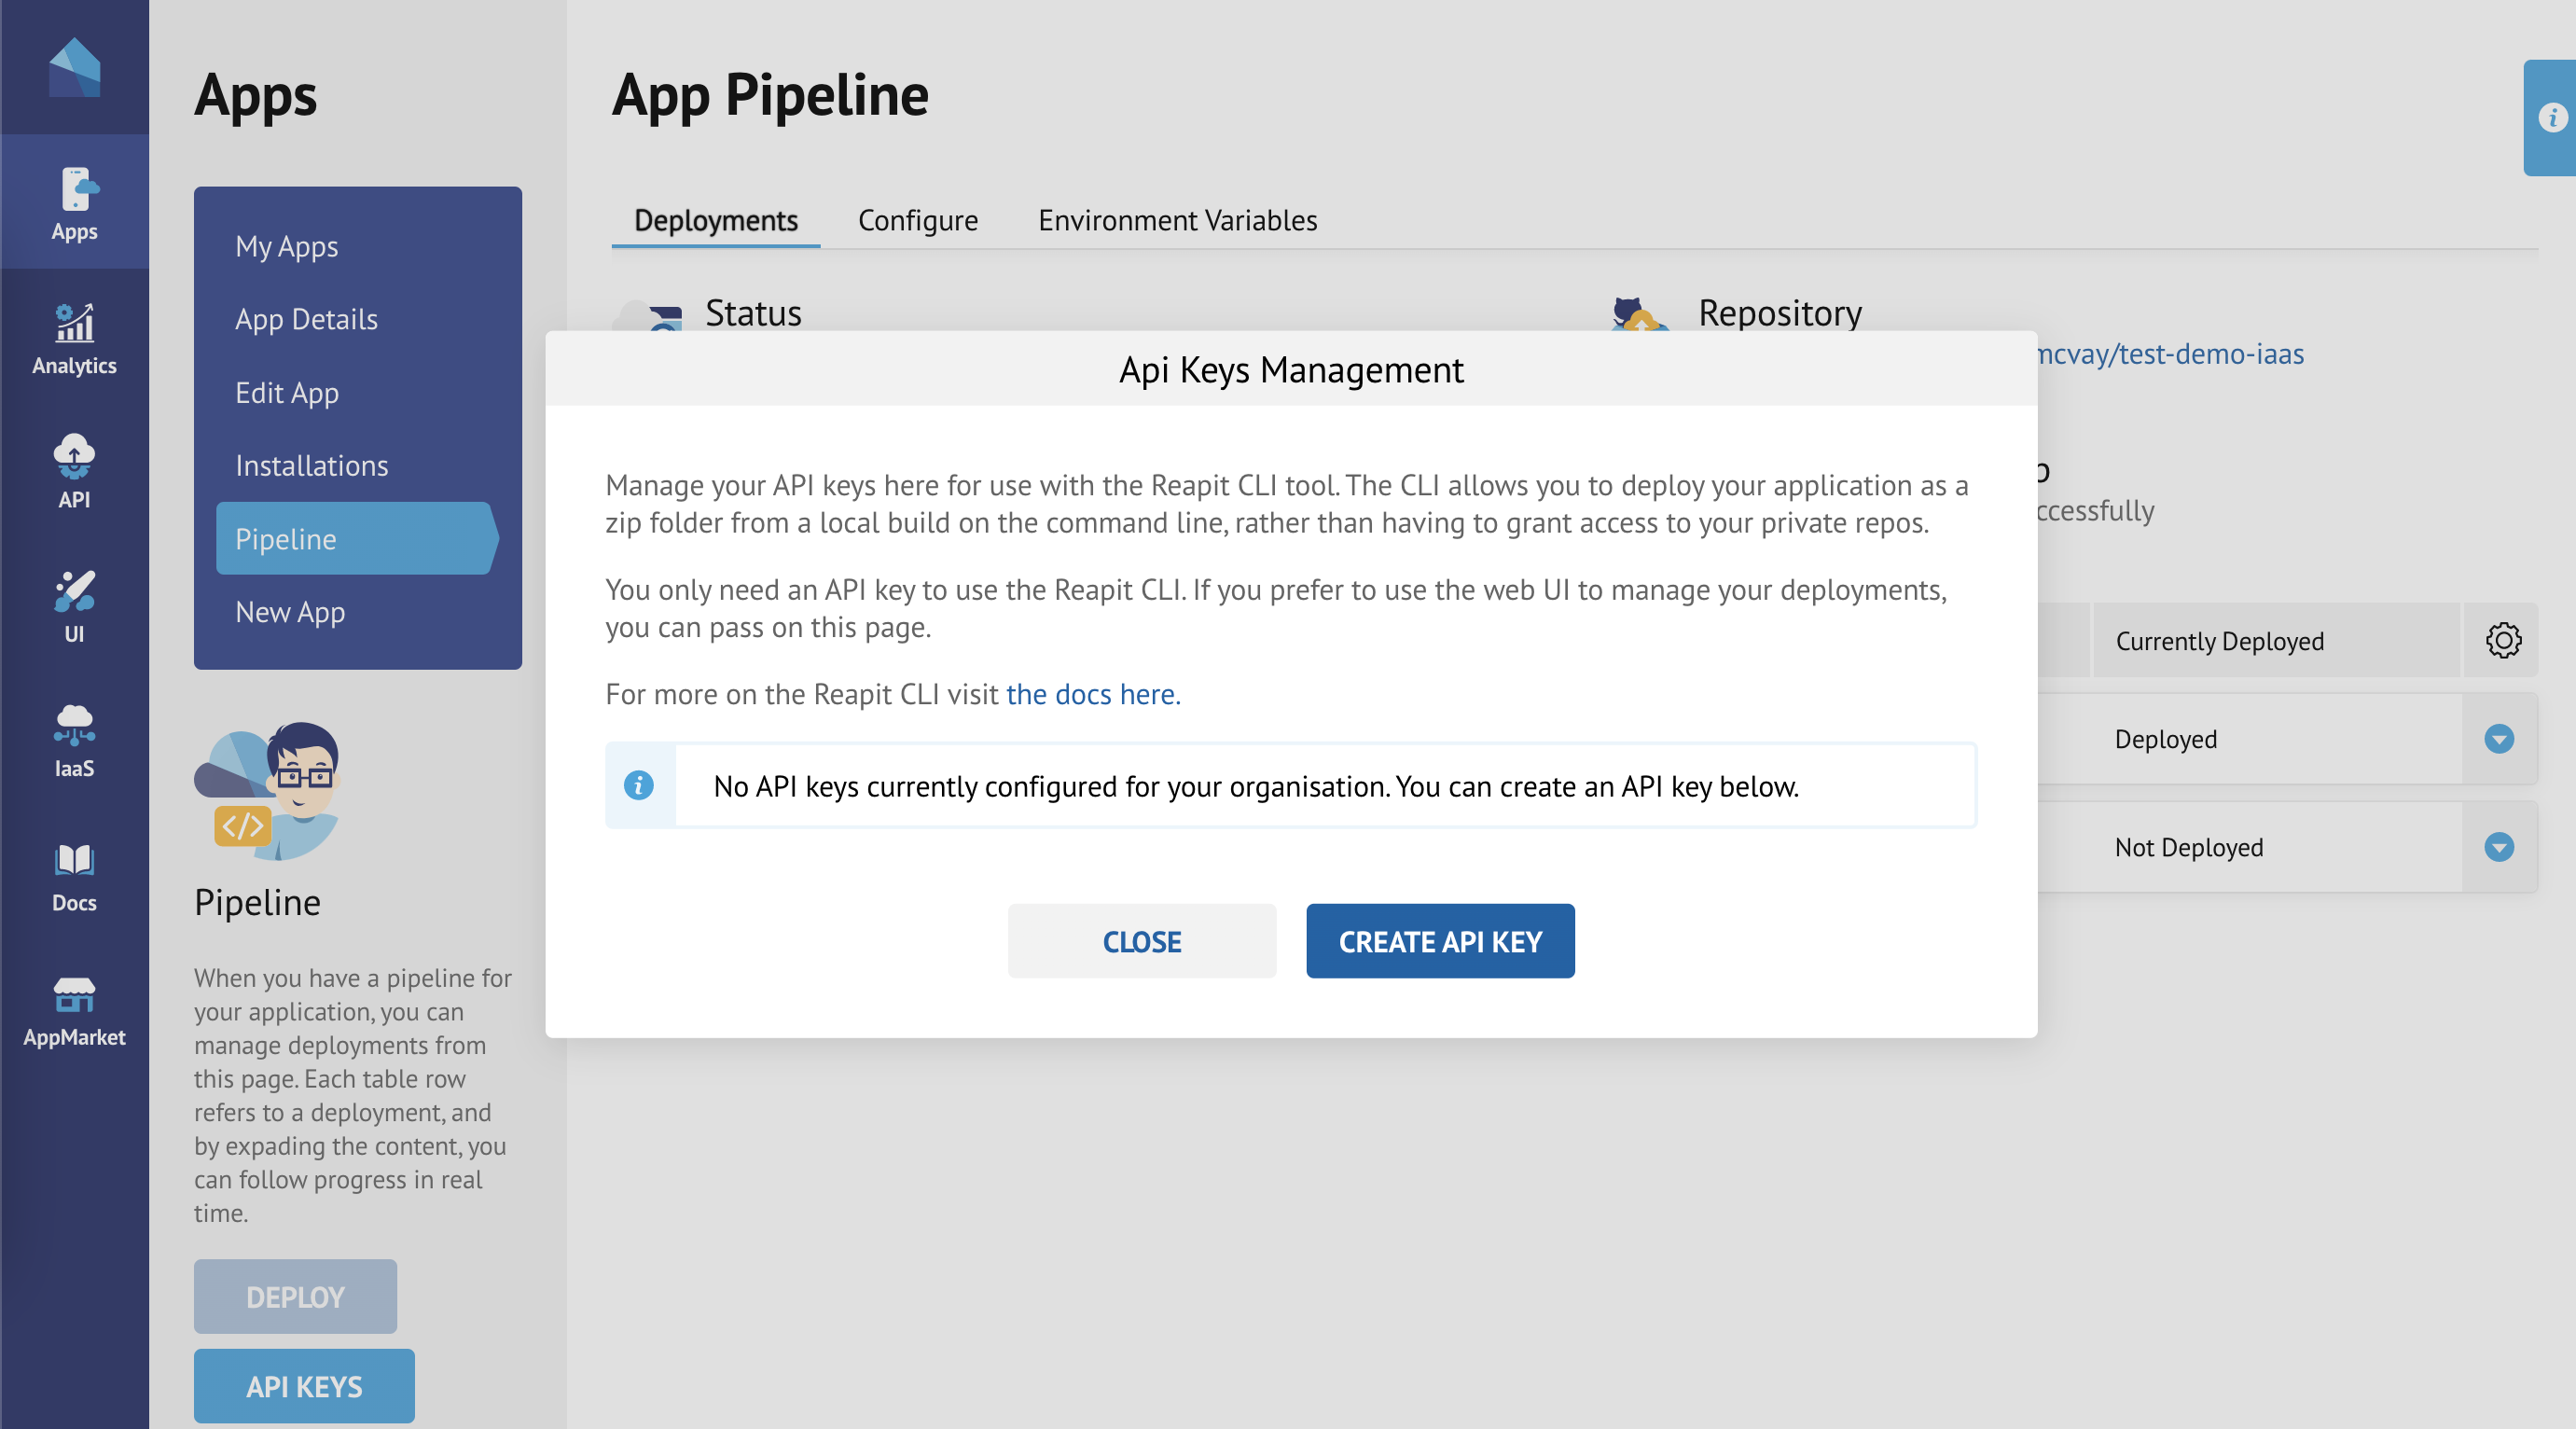 Apps
Analytics
API
UI
IaaS
Docs
AppMarket
Apps
My Apps
App Details
Edit App
Installations
Pipeline
New App
</>
Pipeline
When you have a pipeline for
your application, you can
manage deployments from
this page. Each table row
refers to a deployment, and
by expading the content, you
can follow progress in real
time.
DEPLOY
API KEYS
App Pipeline
Deployments
Configure
Environment Variables
Status
Repository
mcvay/test-demo-iaas
ccessfully
Currently Deployed
Deployed
Not Deployed
Api Keys Management
Manage your API keys here for use with the Reapit CLI tool. The CLI allows you to deploy your application as a
zip folder from a local build on the command line, rather than having to grant access to your private repos.
You only need an API key to use the Reapit CLI. If you prefer to use the web UI to manage your deployments,
you can pass on this page.
For more on the Reapit CLI visit the docs here.
No API keys currently configured for your organisation. You can create an API key below.
CLOSE
CREATE API KEY